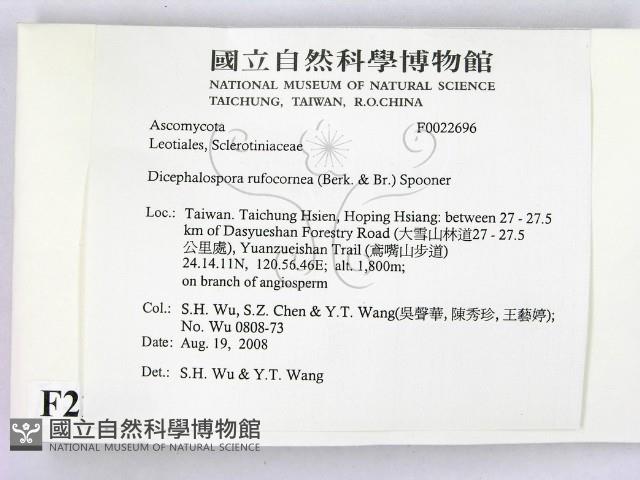 國立自然科學博物館
NATIONAL MUSEUM OF NATURAL SCIENCE
TAICHUNG, TAIWAN, R.O.CHINA
Ascomycota F0022696
Leotiales, Sclerotiniaceae
Dicephalospora rufocornea (Berk. & Br.) Spooner
Loc.: Taiwan. Taichung Hsien, Hoping Hsiang: between 27 - 27.5
km of Dasyueshan Forestry Road (大雪山林道27 - 27.5
公里處), Yuanzueishan Trail (鳶嘴山步道)
24.14.11N, 120.56.46E; alt. 1,800m;
on branch of angiosperm
Col.: S.H. Wu, S.Z. Chen & Y.T. Wang(吳聲華, 陳秀珍, 王藝婷);
No. Wu 0808-73
Date: Aug. 19, 2008
Det.: S.H. Wu & Y.T. Wang
F2
國立自然科學博物館
NATIONAL MUSEUM OF NATURAL SCIENCE